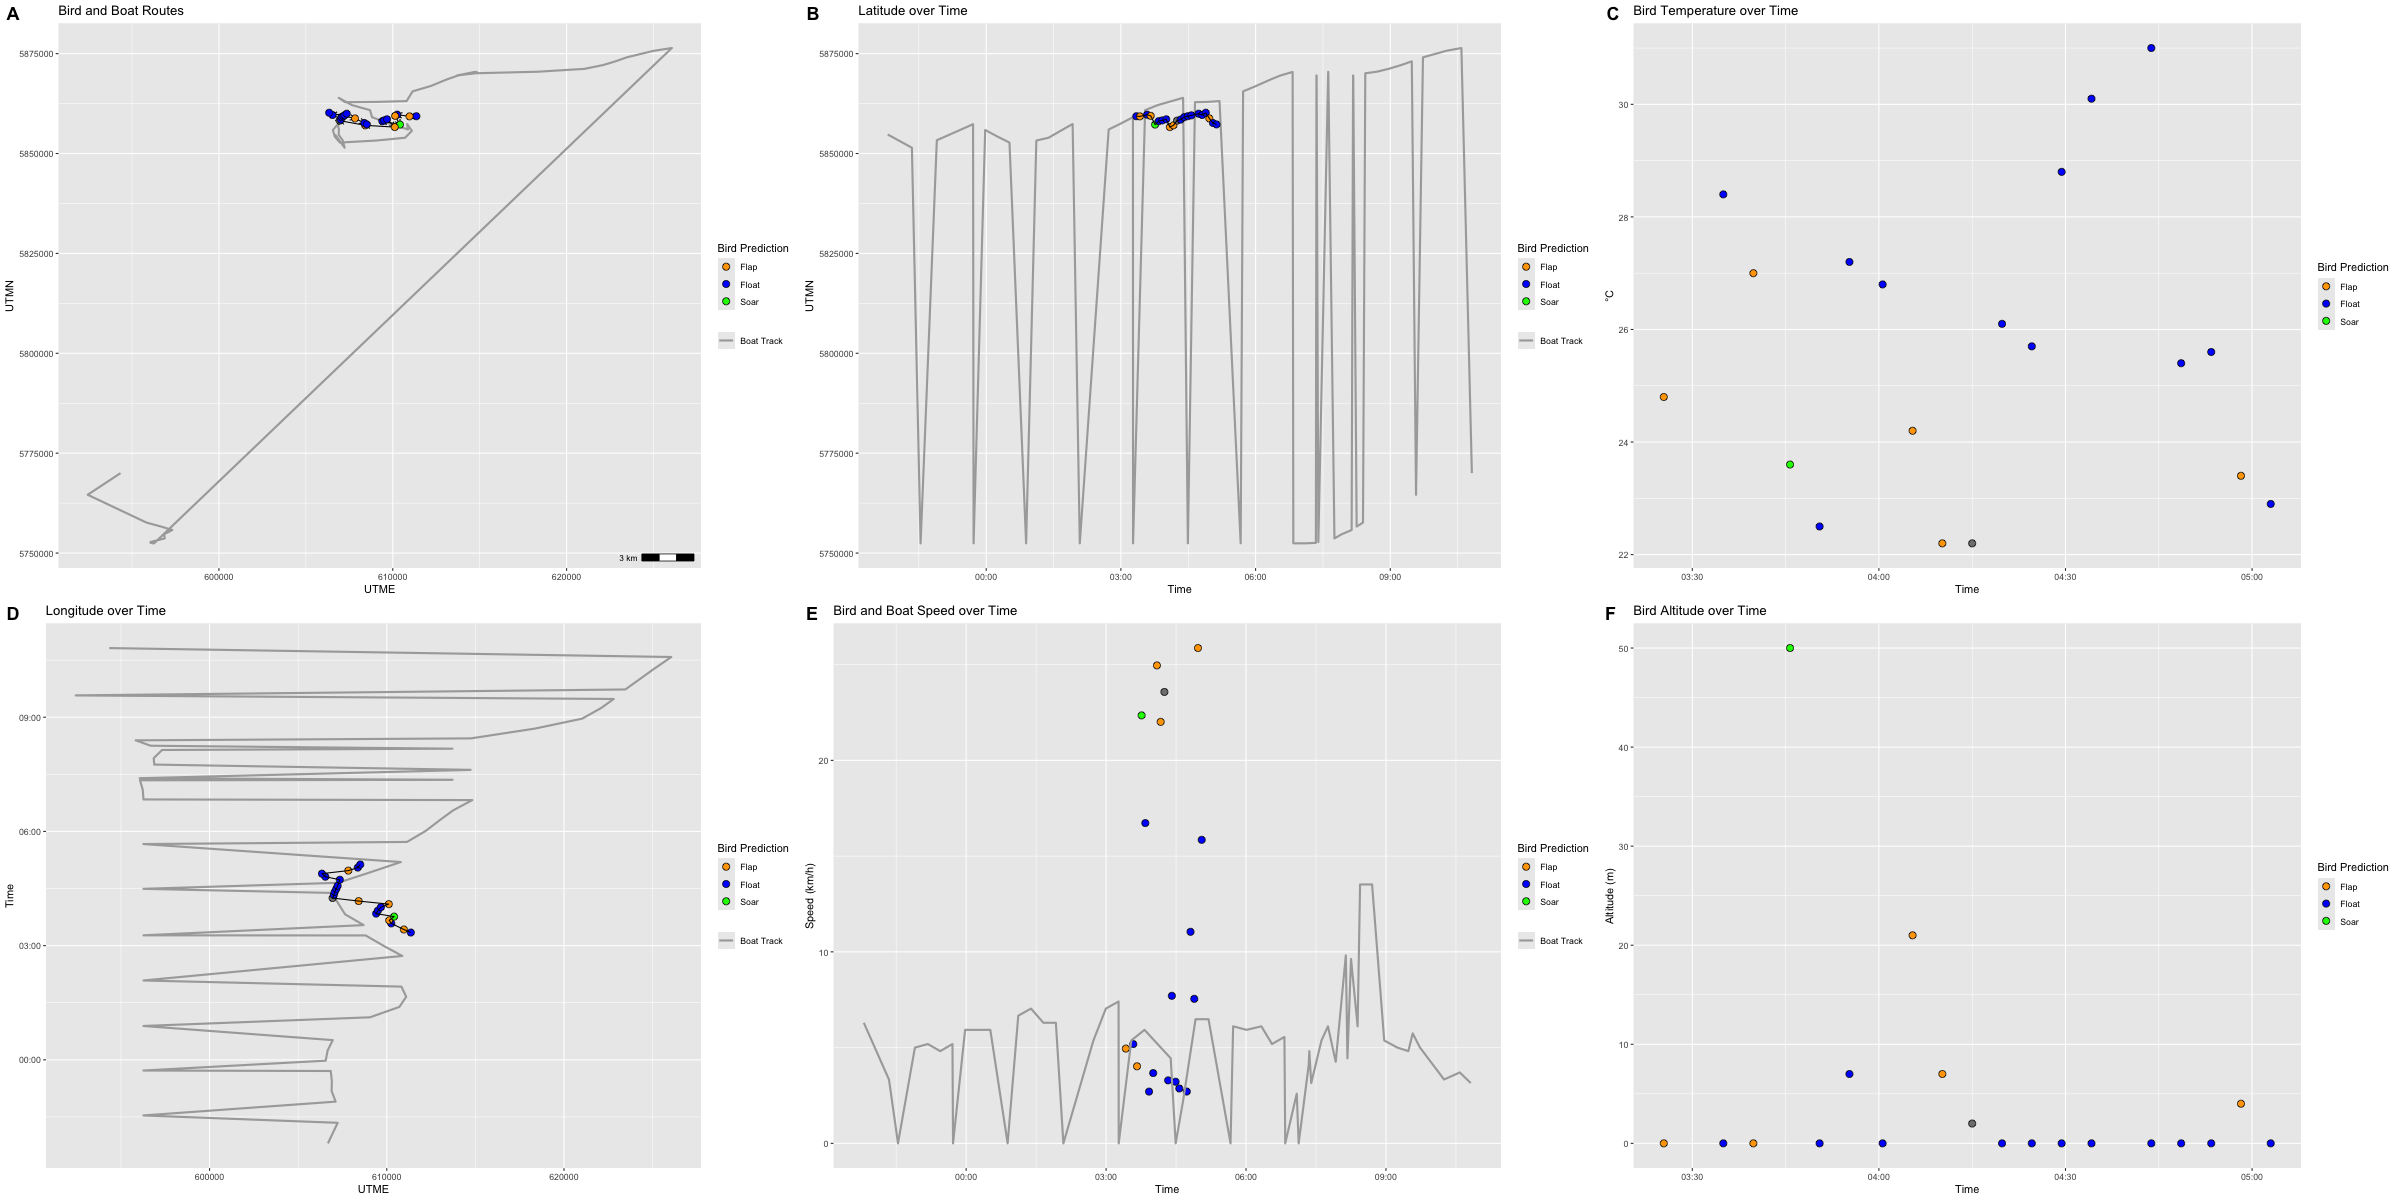 A Bird and Boat Routes
5875000
5850000
5825000
5800000
5775000
5750000
UTMN
600000 610000 620000
UTME
3 km
Bird Prediction
Flap
Float
Soar
Boat Track
B Latitude over Time
5875000
5850000
5825000
5800000
5775000
5750000
UTMN
00:00 03:00 06:00 09:00
Time
Bird Prediction
Flap
Float
Soar
Boat Track
C Bird Temperature over Time
30
28
26
24
22
°C
03:30 04:00 04:30 05:00
Time
Bird Prediction
Flap
Float
Soar
D Longitude over Time
09:00
06:00
03:00
00:00
Time
600000 610000 620000
UTME
Bird Prediction
Flap
Float
Soar
Boat Track
E Bird and Boat Speed over Time
20
10
0
Speed (km/h)
00:00 03:00 06:00 09:00
Time
Bird Prediction
Flap
Float
Soar
Boat Track
F Bird Altitude over Time
50
40
30
20
10
0
Altitude (m)
03:30 04:00 04:30 05:00
Time
Bird Prediction
Flap
Float
Soar